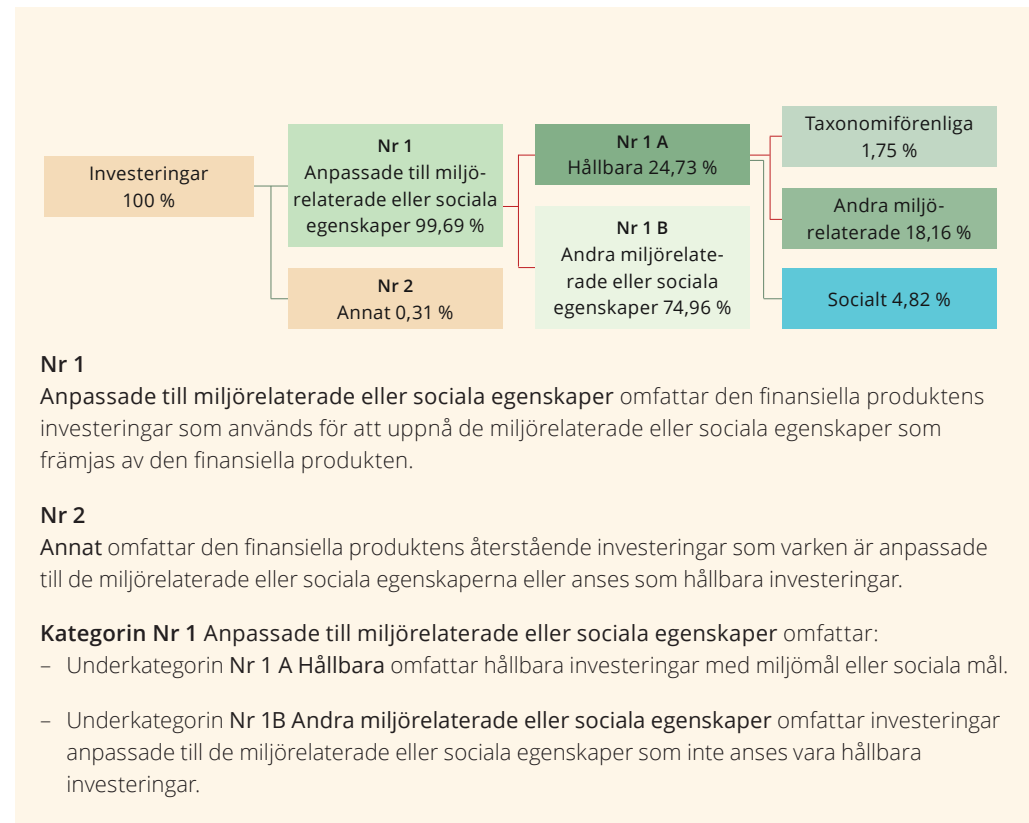 Investeringar
100 %
Nr 1
Anpassade till miljö-
relaterade eller sociala
egenskaper 99,69 %
Nr 2
Annat 0,31 %
Nr 1 A
Hållbara 24,73 %
Nr 1 B
Andra miljörelate-
rade eller sociala
egenskaper 74,96 %
Taxonomiförenliga
1,75 %
Andra miljö-
relaterade 18,16 %
Socialt 4,82 %
Nr 1
Anpassade till miljörelaterade eller sociala egenskaper omfattar den finansiella produktens
investeringar som används för att uppnå de miljörelaterade eller sociala egenskaper som
främjas av den finansiella produkten.
Nr 2
Annat omfattar den finansiella produktens återstående investeringar som varken är anpassade
till de miljörelaterade eller sociala egenskaperna eller anses som hållbara investeringar.
Kategorin Nr 1 Anpassade till miljörelaterade eller sociala egenskaper omfattar:
– Underkategorin Nr 1 A Hållbara omfattar hållbara investeringar med miljömål eller sociala mål.
– Underkategorin Nr 1B Andra miljörelaterade eller sociala egenskaper omfattar investeringar
anpassade till de miljörelaterade eller sociala egenskaper som inte anses vara hållbara
investeringar.